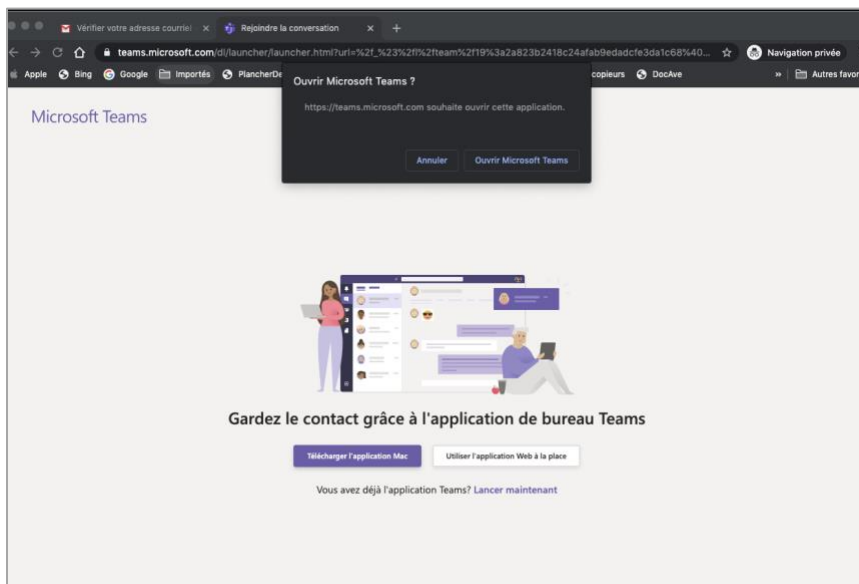 Vérifier votre adresse courriel
Rejoindre la conversation
teams.microsoft.com/dl/launcher/launcher.html?url=%2f_%23%2fl%2fteam%2f19%3a2a823b2418c24afab9edadcfe3da1c68%40...
Navigation privée
Apple Bing Google Importés PlancherDe copieurs DocAve » Autres favor
Ouvrir Microsoft Teams ?
https://teams.microsoft.com souhaite ouvrir cette application.
Annuler Ouvrir Microsoft Teams
Microsoft Teams
Gardez le contact grâce à l'application de bureau Teams
Télécharger l'application Mac Utiliser l'application Web à la place
Vous avez déjà l'application Teams? Lancer maintenant